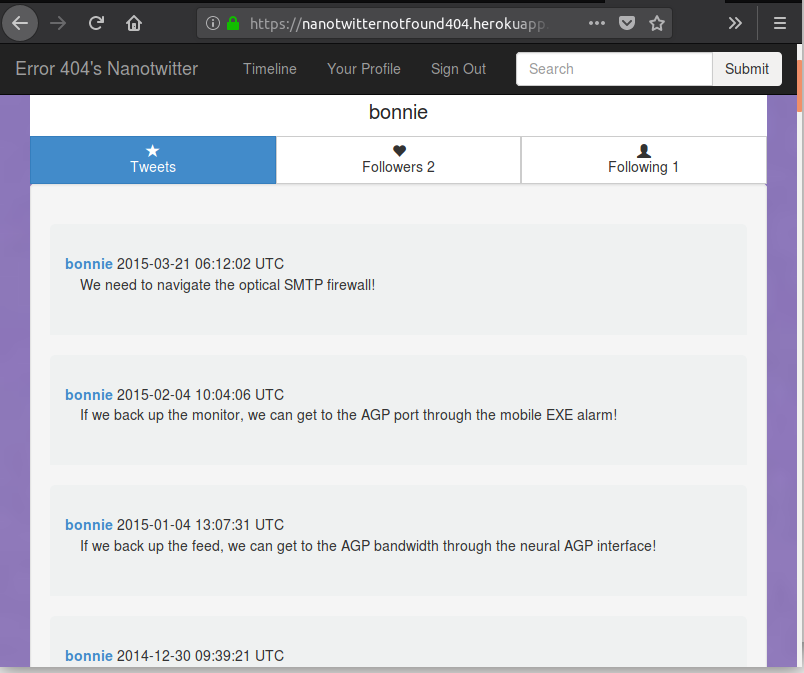 https://nanotwitternotfound404.herokuapp.
Error 404's Nanotwitter
Timeline
Your Profile
Sign Out
Search
Submit
bonnie
Tweets
Followers 2
Following 1
bonnie 2015-03-21 06:12:02 UTC
We need to navigate the optical SMTP firewall!
bonnie 2015-02-04 10:04:06 UTC
If we back up the monitor, we can get to the AGP port through the mobile EXE alarm!
bonnie 2015-01-04 13:07:31 UTC
If we back up the feed, we can get to the AGP bandwidth through the neural AGP interface!
bonnie 2014-12-30 09:39:21 UTC